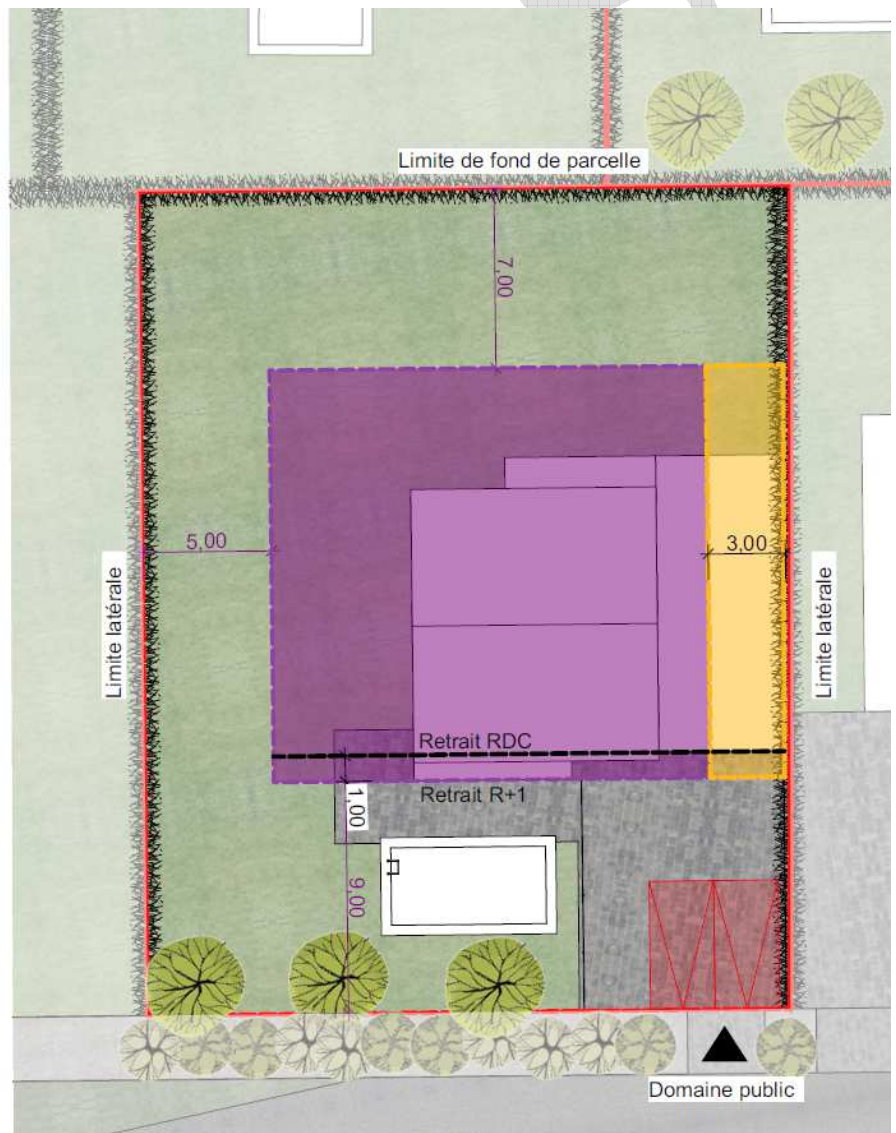 Limite de fond de parcelle
7,00
5,00
3,00
Limite latérale
Limite latérale
Retrait RDC
Retrait R+1
1,00
9,00
Domaine public